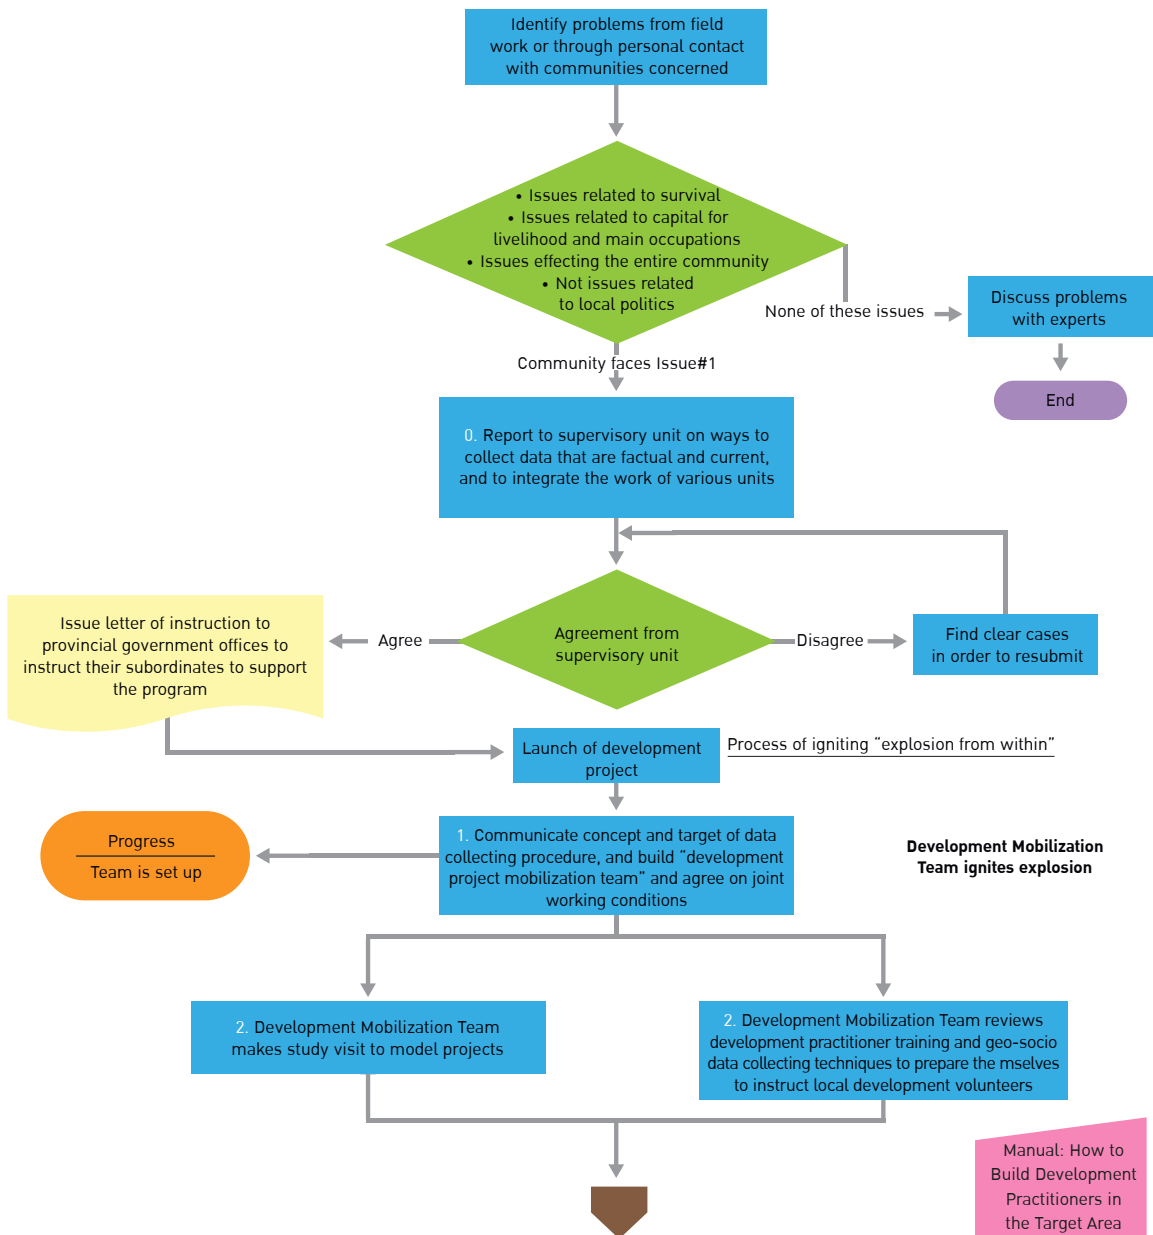 Identify problems from field
work or through personal contact
with communities concerned
• Issues related to survival
• Issues related to capital for
livelihood and main occupations
• Issues effecting the entire community
• Not issues related
to local politics
None of these issues
Discuss problems
with experts
End
Community faces Issue#1
0. Report to supervisory unit on ways to
collect data that are factual and current,
and to integrate the work of various units
Issue letter of instruction to
provincial government offices to
instruct their subordinates to support
the program
Agree
Agreement from
supervisory unit
Disagree
Find clear cases
in order to resubmit
Launch of development
project
Process of igniting “explosion from within”
Progress
Team is set up
1. Communicate concept and target of data
collecting procedure, and build “development
project mobilization team” and agree on joint
working conditions
Development Mobilization
Team ignites explosion
2. Development Mobilization Team
makes study visit to model projects
2. Development Mobilization Team reviews
development practitioner training and geo-socio
data collecting techniques to prepare the mselves
to instruct local development volunteers
Manual: How to
Build Development
Practitioners in
the Target Area